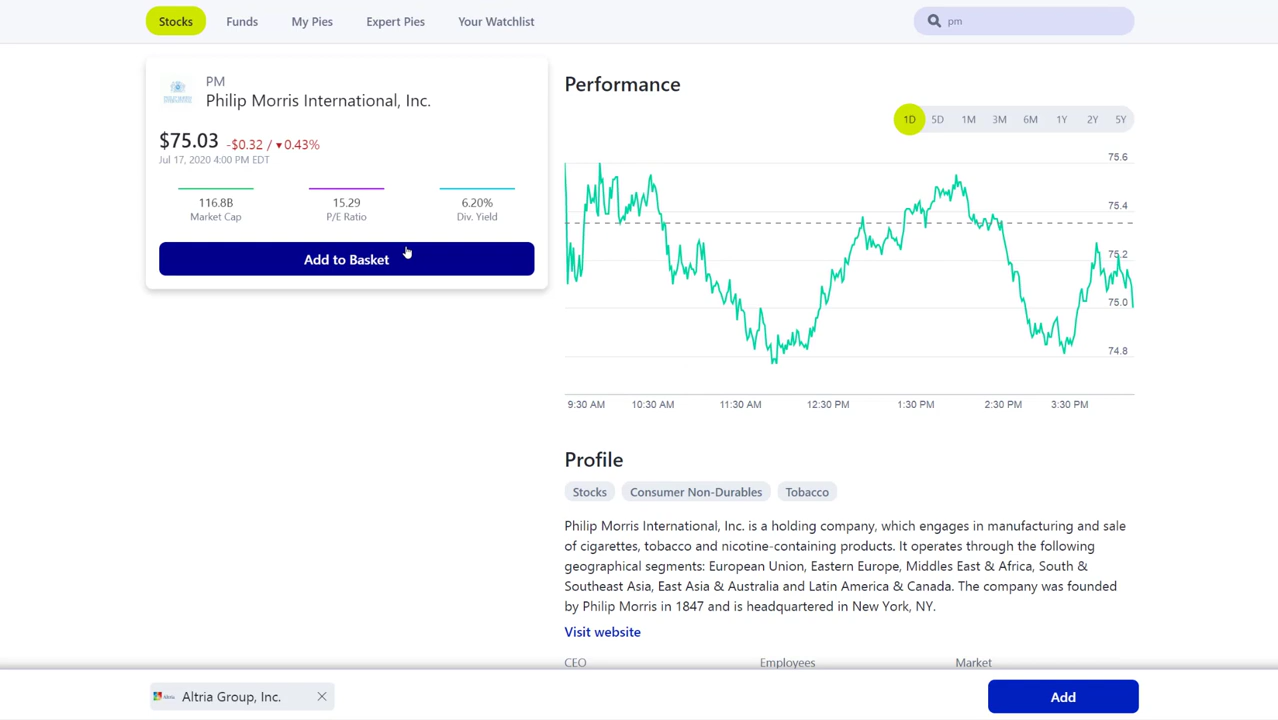 Stocks Funds My Pies Expert Pies Your Watchlist pm
PM
Philip Morris International, Inc.
$75.03 -$0.32 / ▼0.43%
Jul 17, 2020 4:00 PM EDT
116.8B 15.29 6.20%
Market Cap P/E Ratio Div. Yield
Add to Basket
Performance
1D 5D 1M 3M 6M 1Y 2Y 5Y
75.6
75.4
75.2
75.0
74.8
9:30 AM 10:30 AM 11:30 AM 12:30 PM 1:30 PM 2:30 PM 3:30 PM
Profile
Stocks Consumer Non-Durables Tobacco
Philip Morris International, Inc. is a holding company, which engages in manufacturing and sale
of cigarettes, tobacco and nicotine-containing products. It operates through the following
geographical segments: European Union, Eastern Europe, Middles East & Africa, South &
Southeast Asia, East Asia & Australia and Latin America & Canada. The company was founded
by Philip Morris in 1847 and is headquartered in New York, NY.
Visit website
CEO Employees Market
Altria Group, Inc. Add